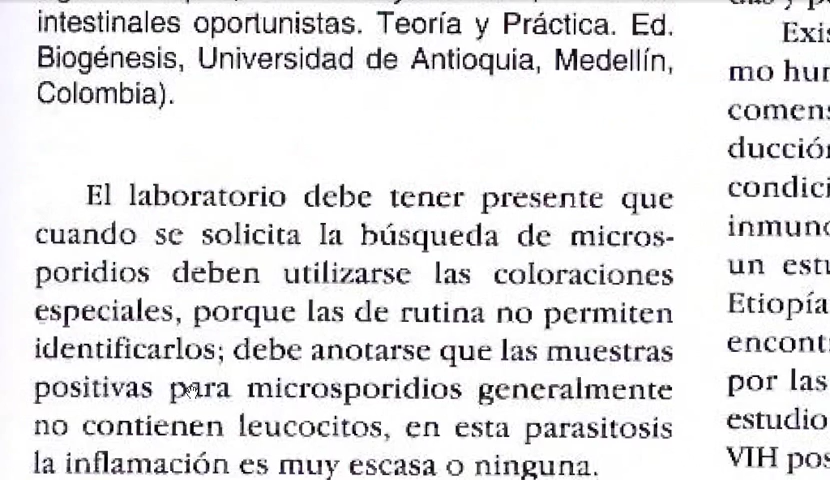 intestinales oportunistas. Teoría y Práctica. Ed.
Biogénesis, Universidad de Antioquia, Medellín,
Colombia).
El laboratorio debe tener presente que
cuando se solicita la búsqueda de micros-
poridios deben utilizarse las coloraciones
especiales, porque las de rutina no permiten
identificarlos; debe anotarse que las muestras
positivas para microsporidios generalmente
no contienen leucocitos, en esta parasitosis
la inflamación es muy escasa o ninguna.
Exis
mo hum
comens
ducción
condici
inmuno
un estu
Etiopía
encontr
por las
estudio
VIH pos